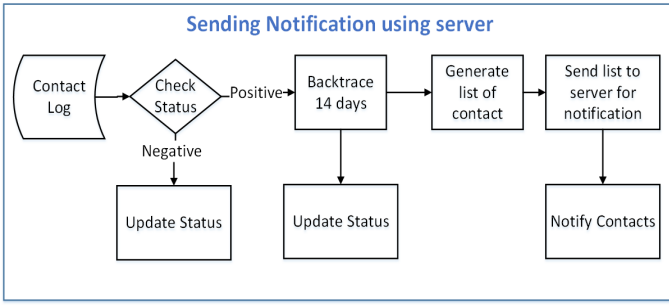 Sending Notification using server
Contact
Log
Check
Status
Positive
Backtrace
14 days
Generate
list of
contact
Send list to
server for
notification
Negative
Update Status
Update Status
Notify Contacts